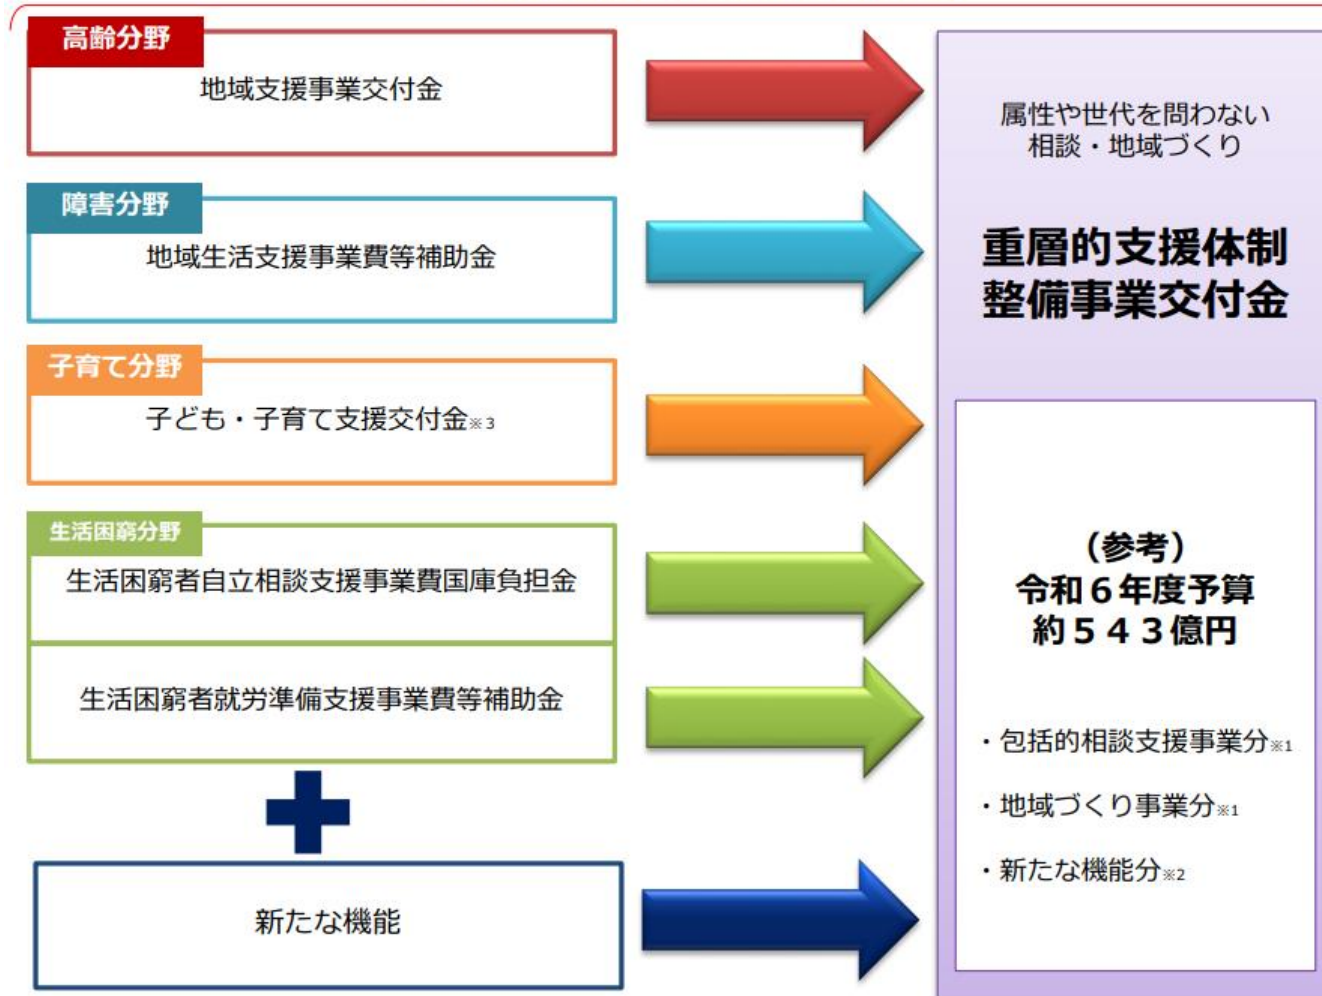 高齢分野
地域支援事業交付金
障害分野
地域生活支援事業費等補助金
子育て分野
子ども・子育て支援交付金※3
生活困窮分野
生活困窮者自立相談支援事業費国庫負担金
生活困窮者就労準備支援事業費等補助金
新たな機能
属性や世代を問わない
相談・地域づくり
重層的支援体制
整備事業交付金
（参考）
令和６年度予算
約５４３億円
・包括的相談支援事業分※1
・地域づくり事業分※1
・新たな機能分※2